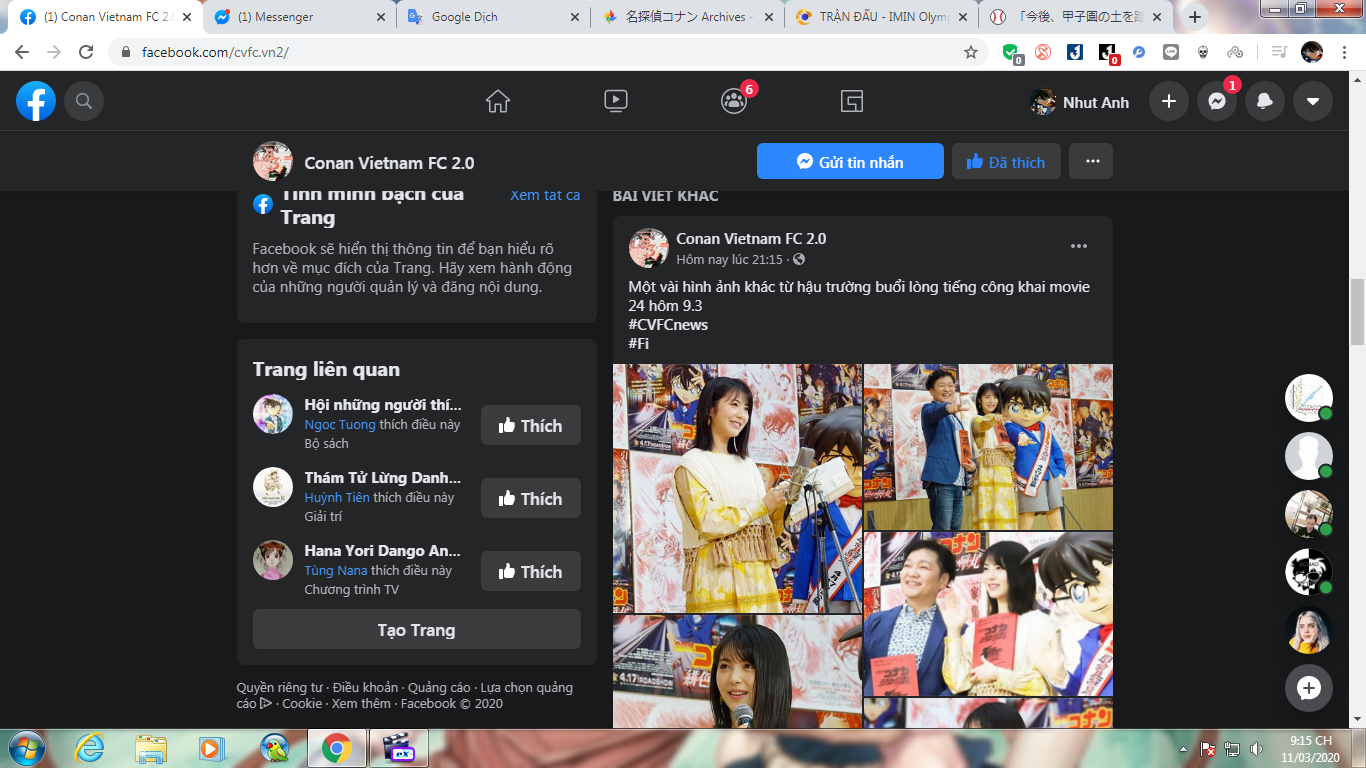 (1) Conan Vietnam FC 2.
(1) Messenger
Google Dịch
名探偵コナン Archives -
TRẬN ĐẤU - IMIN Olymp
「今後、甲子園の土を踏
facebook.com/cvfc.vn2/
0
0
6
Nhut Anh
1
Conan Vietnam FC 2.0
Gửi tin nhắn
Đã thích
Tính minh bạch của
Trang
Xem tất cả
Facebook sẽ hiển thị thông tin để bạn hiểu rõ
hơn về mục đích của Trang. Hãy xem hành động
của những người quản lý và đăng nội dung.
Trang liên quan
Hội những người thí...
Ngoc Tuong thích điều này
Bộ sách
Thích
Thám Tử Lừng Danh...
Huỳnh Tiên thích điều này
Giải trí
Thích
Hana Yori Dango An...
Tùng Nana thích điều này
Chương trình TV
Thích
Tạo Trang
Quyền riêng tư · Điều khoản · Quảng cáo · Lựa chọn quảng
cáo · Cookie · Xem thêm · Facebook © 2020
BÀI VIẾT KHÁC
Conan Vietnam FC 2.0
Hôm nay lúc 21:15 ·
Một vài hình ảnh khác từ hậu trường buổi lòng tiếng công khai movie
24 hôm 9.3
#CVFCnews
#Fi
コナン
4.17
9:15 CH
11/03/2020